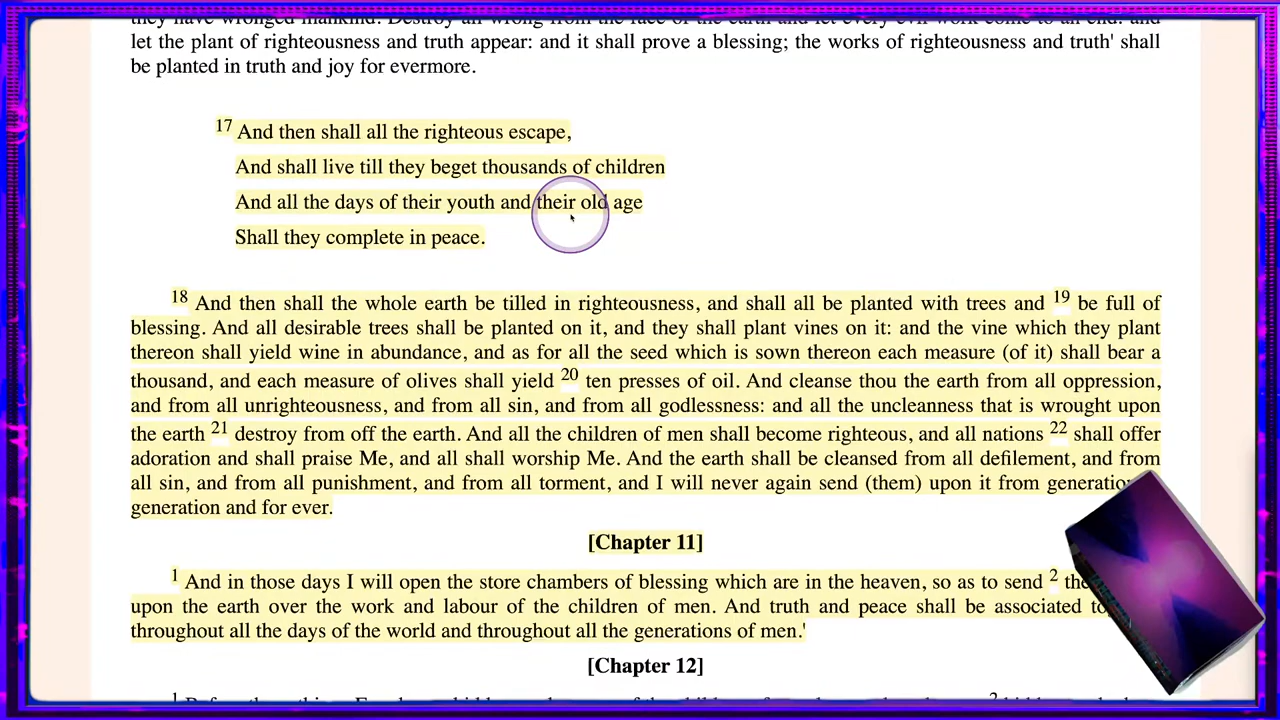 let the plant of righteousness and truth appear: and it shall prove a blessing; the works of righteousness and truth' shall
be planted in truth and joy for evermore.
17 And then shall all the righteous escape,
And shall live till they beget thousands of children
And all the days of their youth and their old age
Shall they complete in peace.
18 And then shall the whole earth be tilled in righteousness, and shall all be planted with trees and 19 be full of
blessing. And all desirable trees shall be planted on it, and they shall plant vines on it: and the vine which they plant
thereon shall yield wine in abundance, and as for all the seed which is sown thereon each measure (of it) shall bear a
thousand, and each measure of olives shall yield 20 ten presses of oil. And cleanse thou the earth from all oppression,
and from all unrighteousness, and from all sin, and from all godlessness: and all the uncleanness that is wrought upon
the earth 21 destroy from off the earth. And all the children of men shall become righteous, and all nations 22 shall offer
adoration and shall praise Me, and all shall worship Me. And the earth shall be cleansed from all defilement, and from
all sin, and from all punishment, and from all torment, and I will never again send (them) upon it from generation
generation and for ever.
[Chapter 11]
1 And in those days I will open the store chambers of blessing which are in the heaven, so as to send 2
upon the earth over the work and labour of the children of men. And truth and peace shall be associated
throughout all the days of the world and throughout all the generations of men.'
[Chapter 12]